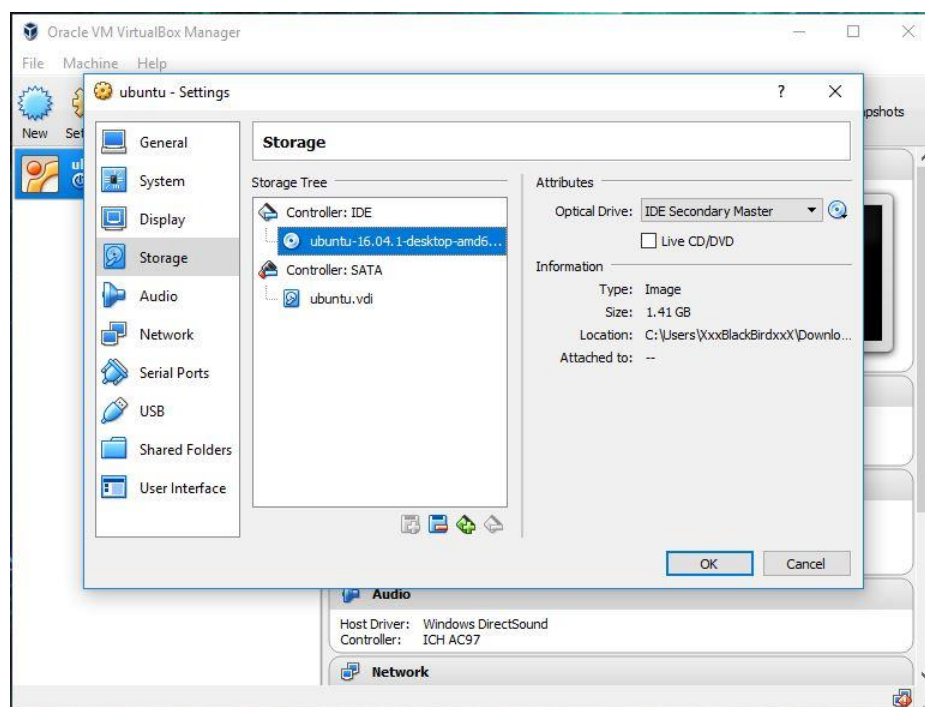 Oracle VM VirtualBox Manager
File Machine Help
ubuntu - Settings
?
New
pshots
General
System
Display
Storage
Audio
Network
Serial Ports
USB
Shared Folders
User Interface
Storage
Storage Tree
Controller: IDE
ubuntu-16.04.1-desktop-amd6...
Controller: SATA
ubuntu.vdi
Attributes
Optical Drive: IDE Secondary Master
Live CD/DVD
Information
Type: Image
Size: 1.41 GB
Location: C:\Users\XxxBlackBirdxxX\Downlo...
Attached to: --
OK Cancel
Audio
Host Driver: Windows DirectSound
Controller: ICH AC97
Network